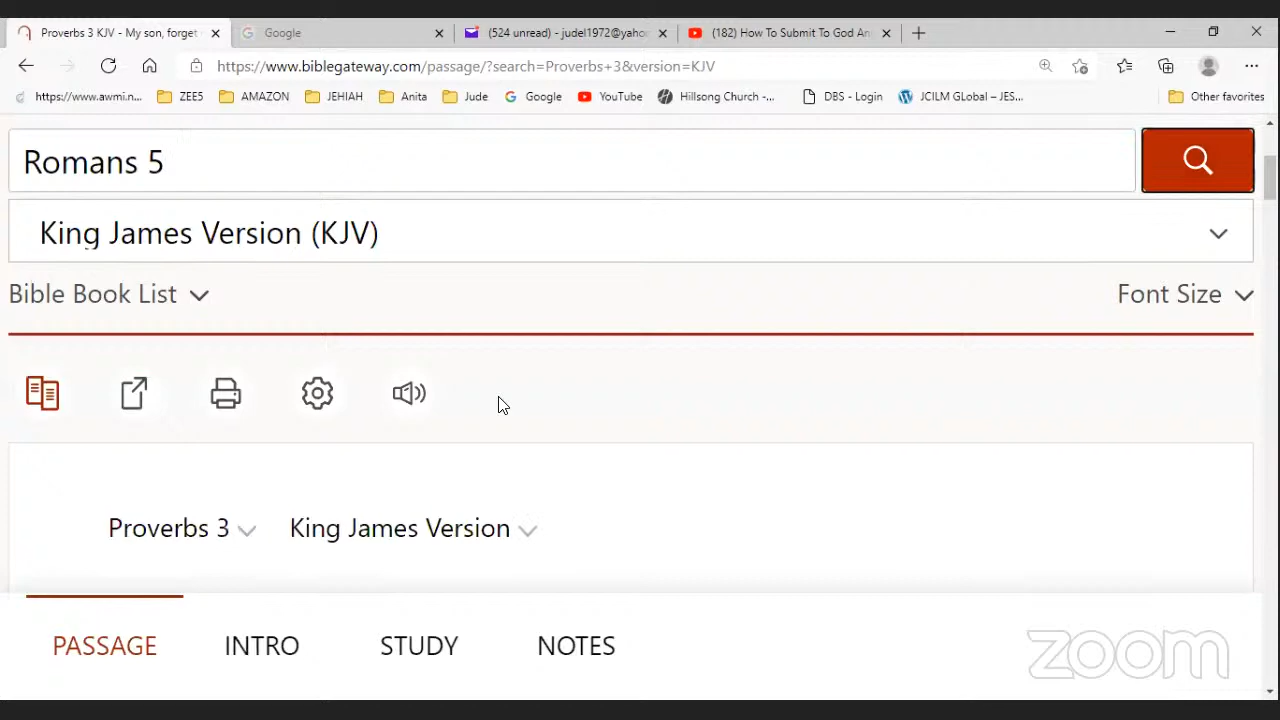 Proverbs 3 KJV - My son, forget
Google
(524 unread) - judel1972@yaho
(182) How To Submit To God An
https://www.biblegateway.com/passage/?search=Proverbs+3&version=KJV
https://www.awmi.n...
ZEE5
AMAZON
JEHIAH
Anita
Jude
Google
YouTube
Hillsong Church -...
DBS - Login
JCILM GLobal – JES...
Other favorites
Romans 5
King James Version (KJV)
Bible Book List
Font Size
Proverbs 3 King James Version
PASSAGE INTRO STUDY NOTES
zoom